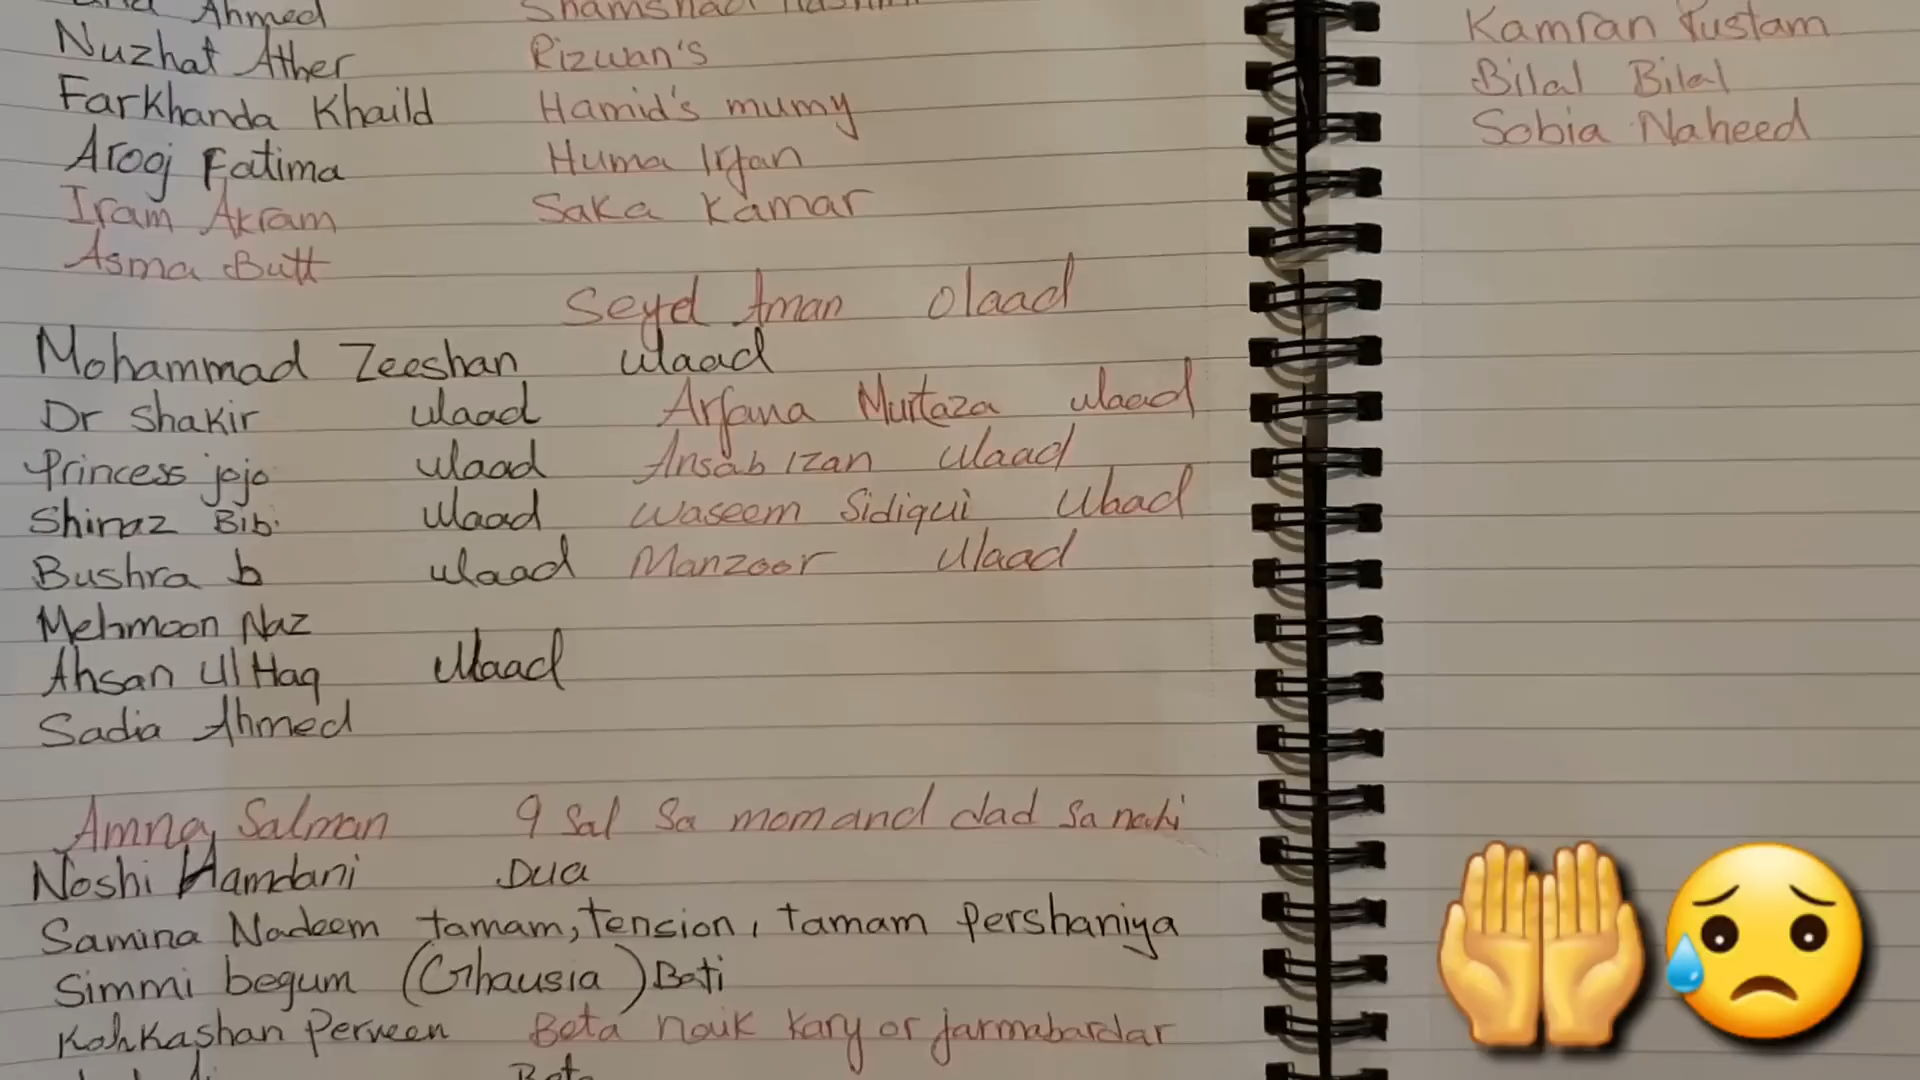 Ahmed
Nuzhat Ather Rizwan's
Farkhanda Khaild Hamid's mumy
Arooj Fatima Huma Irfan
Iram Akram Saka Kamar
Asma Butt
Seyd Aman Olaad
Mohammad Zeeshan ulaad
Dr Shakir ulaad Arfana Murtaza ulaad
Princess jojo ulaad Ansab Izan ulaad
Shiraz Bibi ulaad Waseem Sidiqui ulaad
Bushra b ulaad Manzoor ulaad
Mehmoon Naz
Ahsan Ul Haq ulaad
Sadia Ahmed
Amna Salman 9 Sal Sa mom and dad Sa nahi
Noshi Hamdani Dua
Samina Nadeem tamam, tension, tamam pershaniya
Simmi begum (Ghausia) Bati
Kahkashan Perveen Beta naik kary or farmabardar
Kamran Rustam
Bilal Bilal
Sobia Naheed